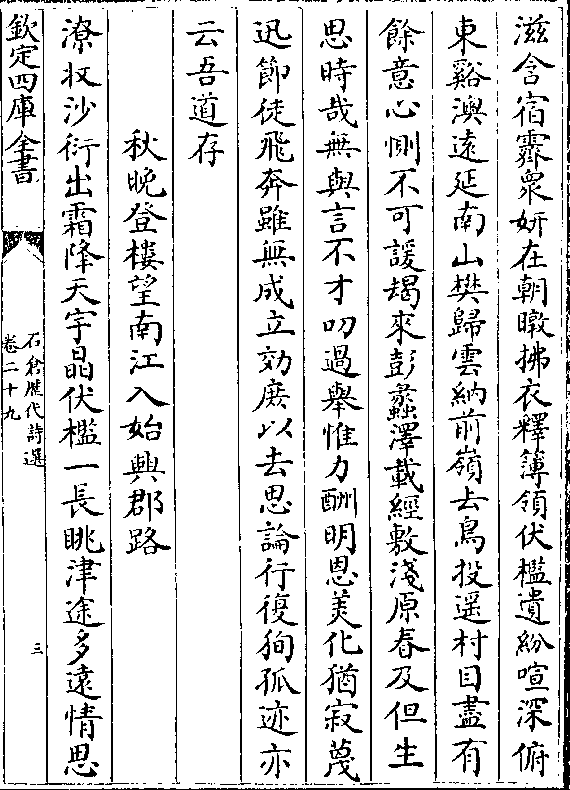 滋含宿霽衆姸在朝暾拂衣釋簿領伏檻遺紛喧深俯
東谿澳遠延南山樊歸雲納前嶺去鳥投遥村目盡有
餘意心惻不可諼朅來彭蠡澤載經敷淺原春及但生
思時哉無與言不才叨過舉惟力酬明恩美化猶寂蔑
迅節徒飛奔雖無成立効庶以去思論行復徇孤迹亦
云吾道存
秋晚登樓望南江入始興郡路
潦収沙衍出霜降天宇晶伏檻一長眺津途多遠情思
欽定四庫全書
石倉歴代詩選
卷二十九
三